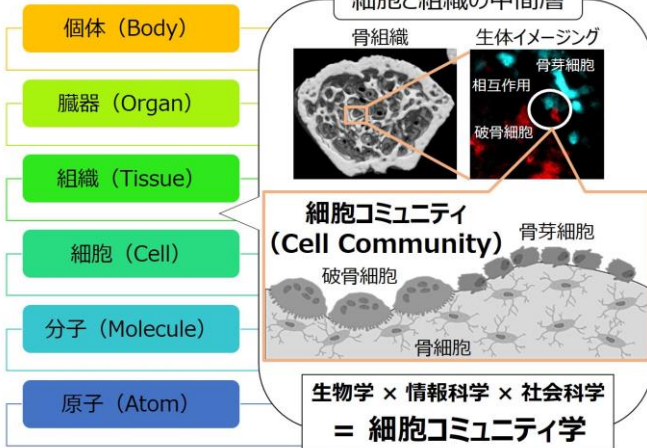 個体（Body）
臓器（Organ）
組織（Tissue）
細胞（Cell）
分子（Molecule）
原子（Atom）
細胞と組織の中間層
骨組織
生体イメージング
骨芽細胞
相互作用
破骨細胞
細胞コミュニティ
（Cell Community）
骨芽細胞
破骨細胞
骨細胞
生物学 × 情報科学 × 社会科学
= 細胞コミュニティ学